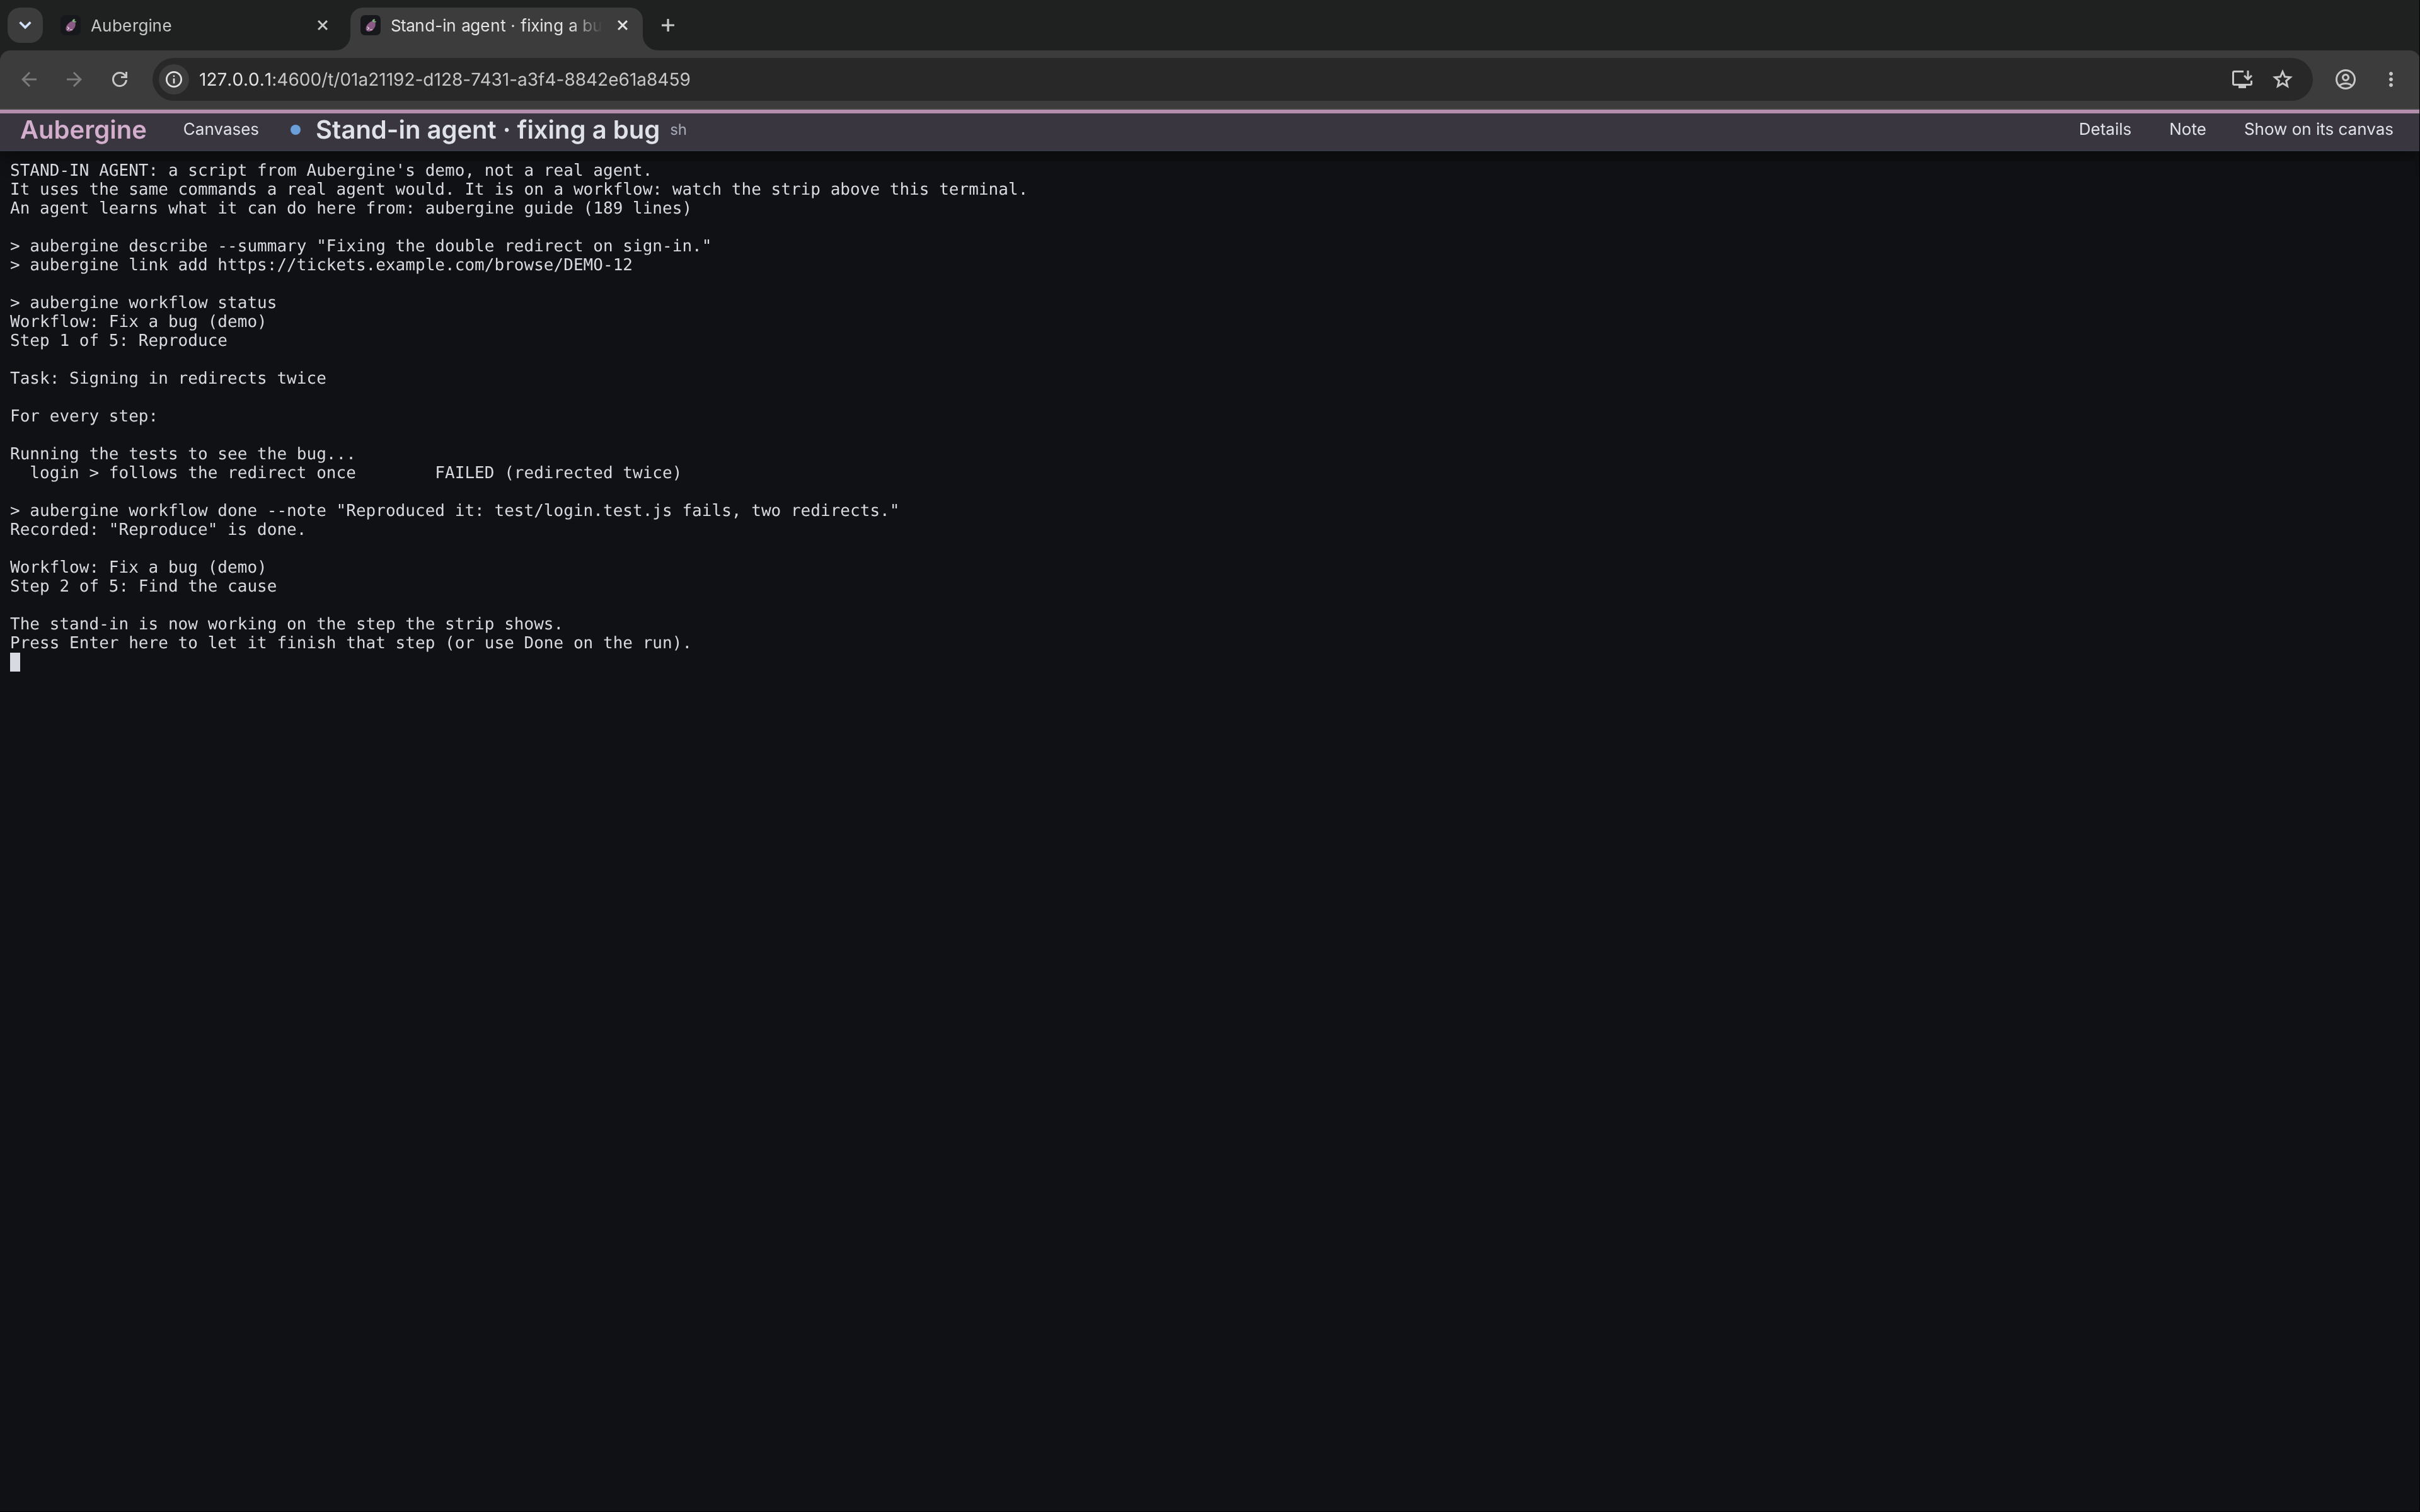 Aubergine
Stand-in agent · fixing a bu
127.0.0.1:4600/t/01a21192-d128-7431-a3f4-8842e61a8459
Aubergine Canvases Stand-in agent · fixing a bug sh Details Note Show on its canvas
STAND-IN AGENT: a script from Aubergine's demo, not a real agent.
It uses the same commands a real agent would. It is on a workflow: watch the strip above this terminal.
An agent learns what it can do here from: aubergine guide (189 lines)
> aubergine describe --summary "Fixing the double redirect on sign-in."
> aubergine link add https://tickets.example.com/browse/DEMO-12
> aubergine workflow status
Workflow: Fix a bug (demo)
Step 1 of 5: Reproduce
Task: Signing in redirects twice
For every step:
Running the tests to see the bug...
login > follows the redirect once FAILED (redirected twice)
> aubergine workflow done --note "Reproduced it: test/login.test.js fails, two redirects."
Recorded: "Reproduce" is done.
Workflow: Fix a bug (demo)
Step 2 of 5: Find the cause
The stand-in is now working on the step the strip shows.
Press Enter here to let it finish that step (or use Done on the run).